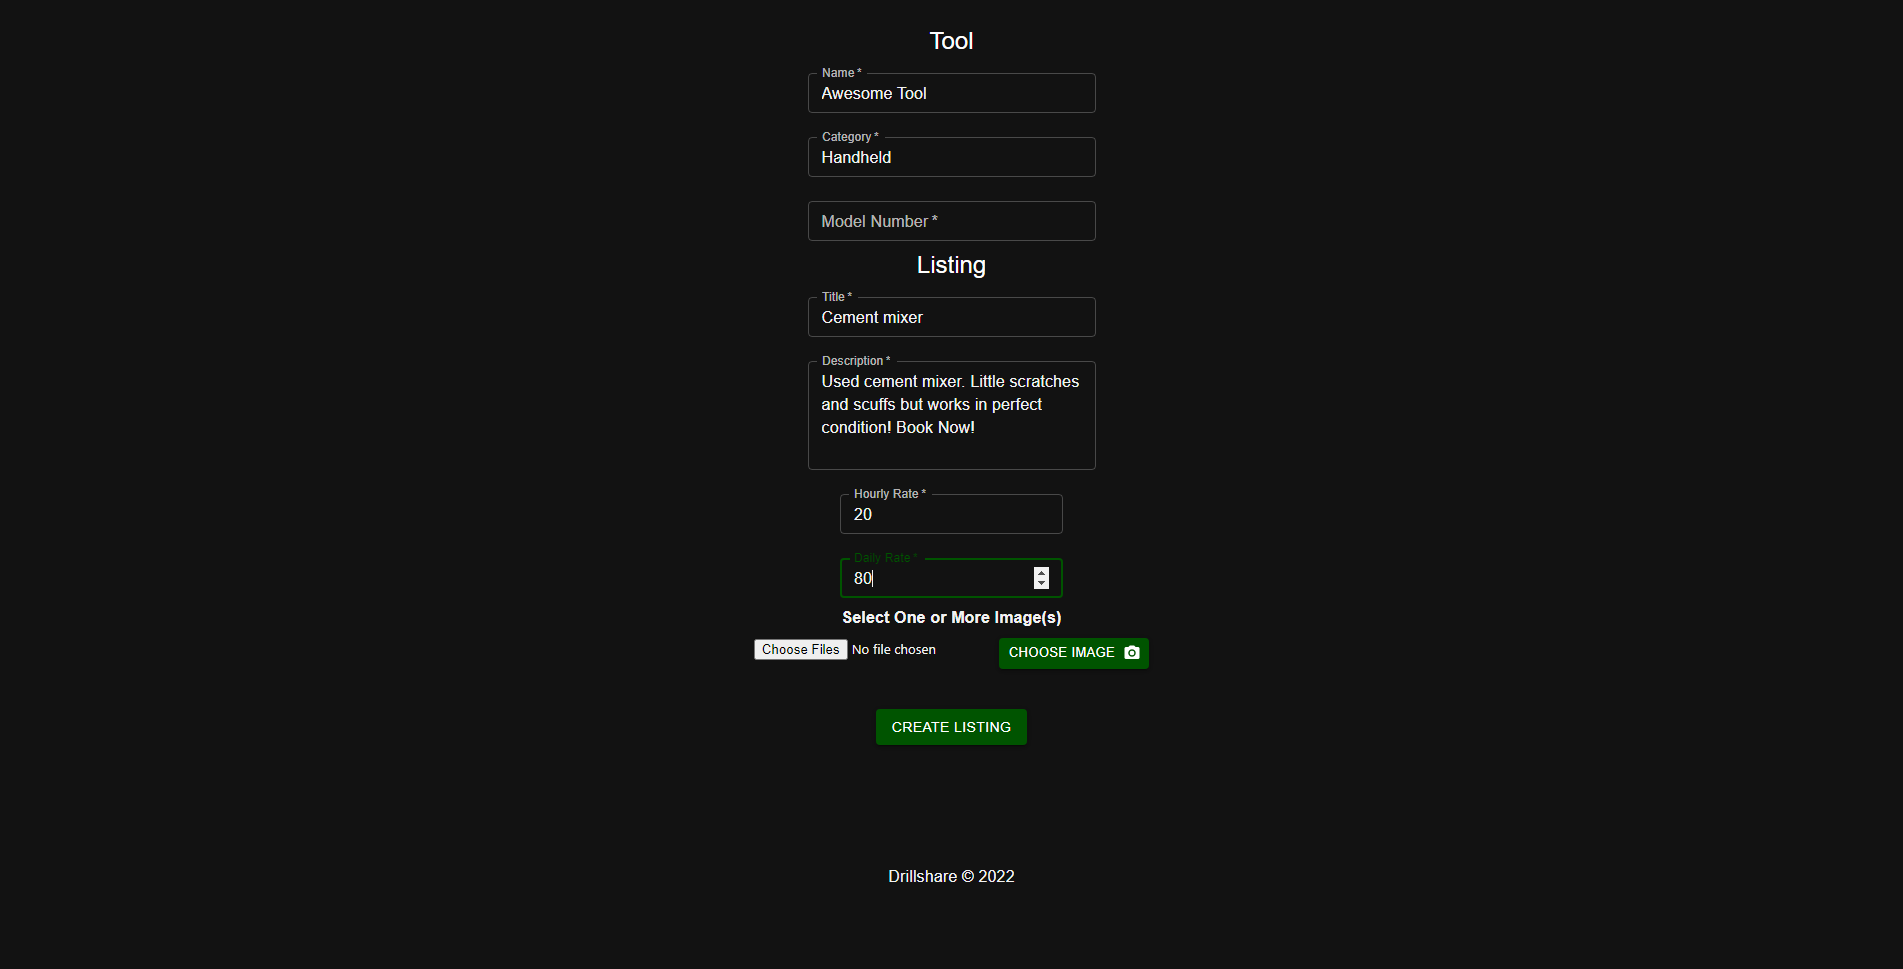 Tool
Name *
Awesome Tool
Category *
Handheld
Model Number *
Listing
Title *
Cement mixer
Description *
Used cement mixer. Little scratches
and scuffs but works in perfect
condition! Book Now!
Hourly Rate *
20
Daily Rate *
80
Select One or More Image(s)
Choose Files No file chosen CHOOSE IMAGE
CREATE LISTING
Drillshare © 2022